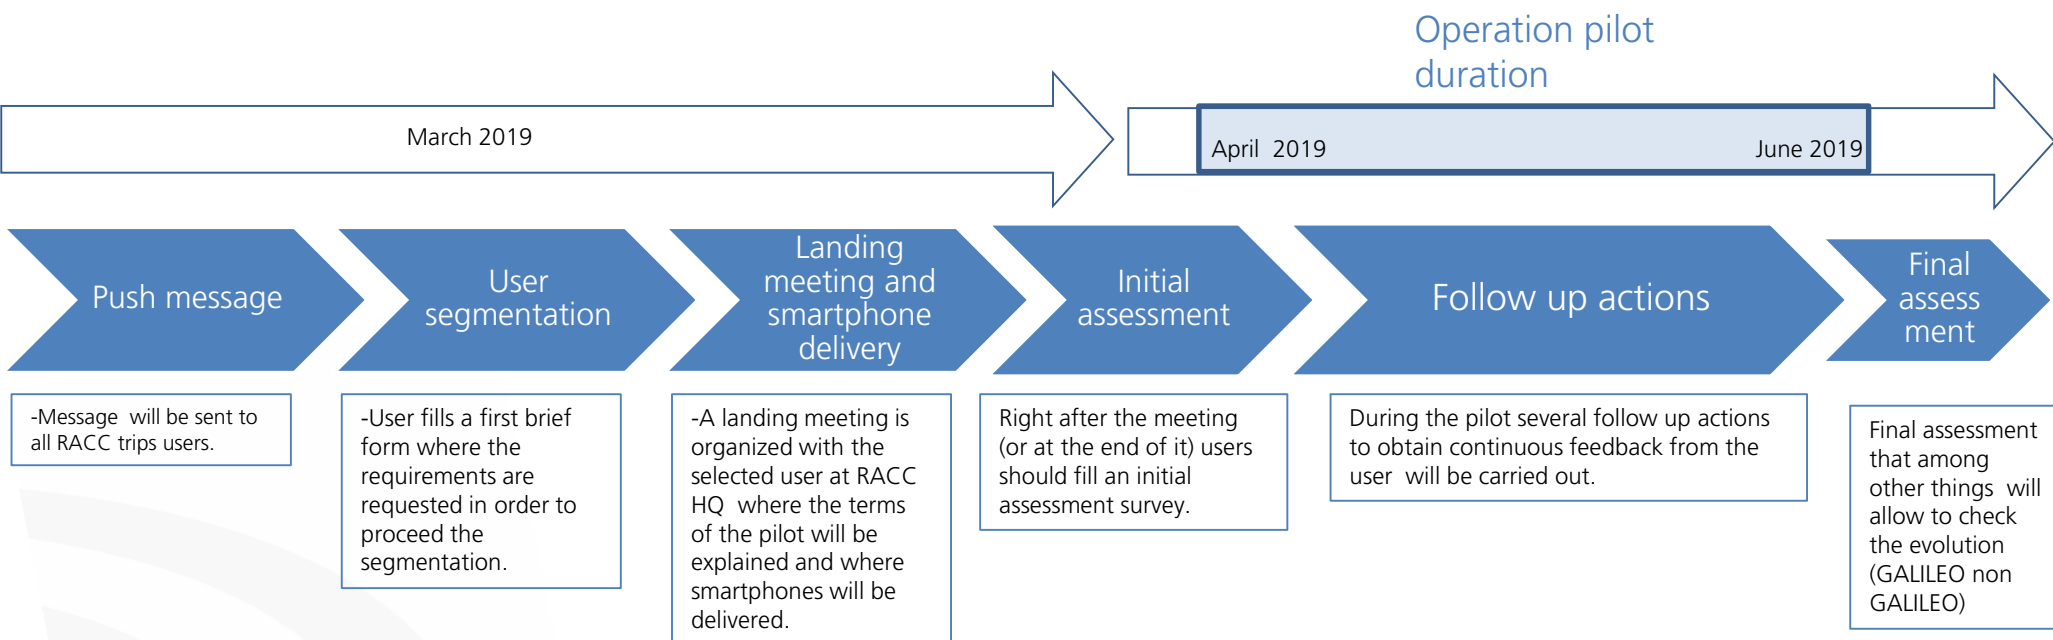 Operation pilot
duration
March 2019
April 2019
June 2019
Push message
User
segmentation
Landing
meeting and
smartphone
delivery
Initial
assessment
Follow up actions
Final
assess
ment
-Message will be sent to
all RACC trips users.
-User fills a first brief
form where the
requirements are
requested in order to
proceed the
segmentation.
-A landing meeting is
organized with the
selected user at RACC
HQ where the terms
of the pilot will be
explained and where
smartphones will be
delivered.
Right after the meeting
(or at the end of it) users
should fill an initial
assessment survey.
During the pilot several follow up actions
to obtain continuous feedback from the
user will be carried out.
Final assessment
that among
other things will
allow to check
the evolution
(GALILEO non
GALILEO)